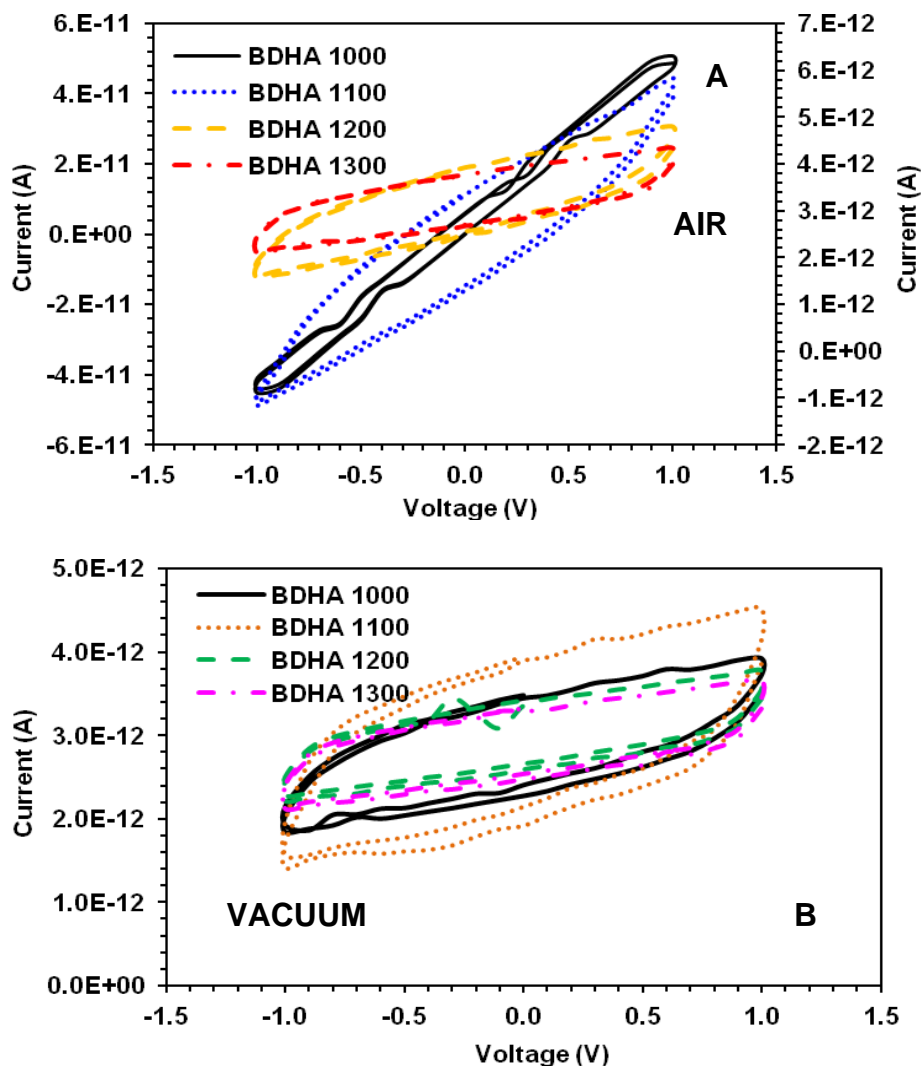 6.E-11
4.E-11
2.E-11
0.E+00
-2.E-11
-4.E-11
-6.E-11
Current (A)
BDHA 1000
BDHA 1100
BDHA 1200
BDHA 1300
A
AIR
7.E-12
6.E-12
5.E-12
4.E-12
3.E-12
2.E-12
1.E-12
0.E+00
-1.E-12
-2.E-12
Current (A)
-1.5 -1.0 -0.5 0.0 0.5 1.0 1.5
Voltage (V)
5.0E-12
4.0E-12
3.0E-12
2.0E-12
1.0E-12
0.0E+00
Current (A)
BDHA 1000
BDHA 1100
BDHA 1200
BDHA 1300
VACUUM B
-1.5 -1.0 -0.5 0.0 0.5 1.0 1.5
Voltage (V)